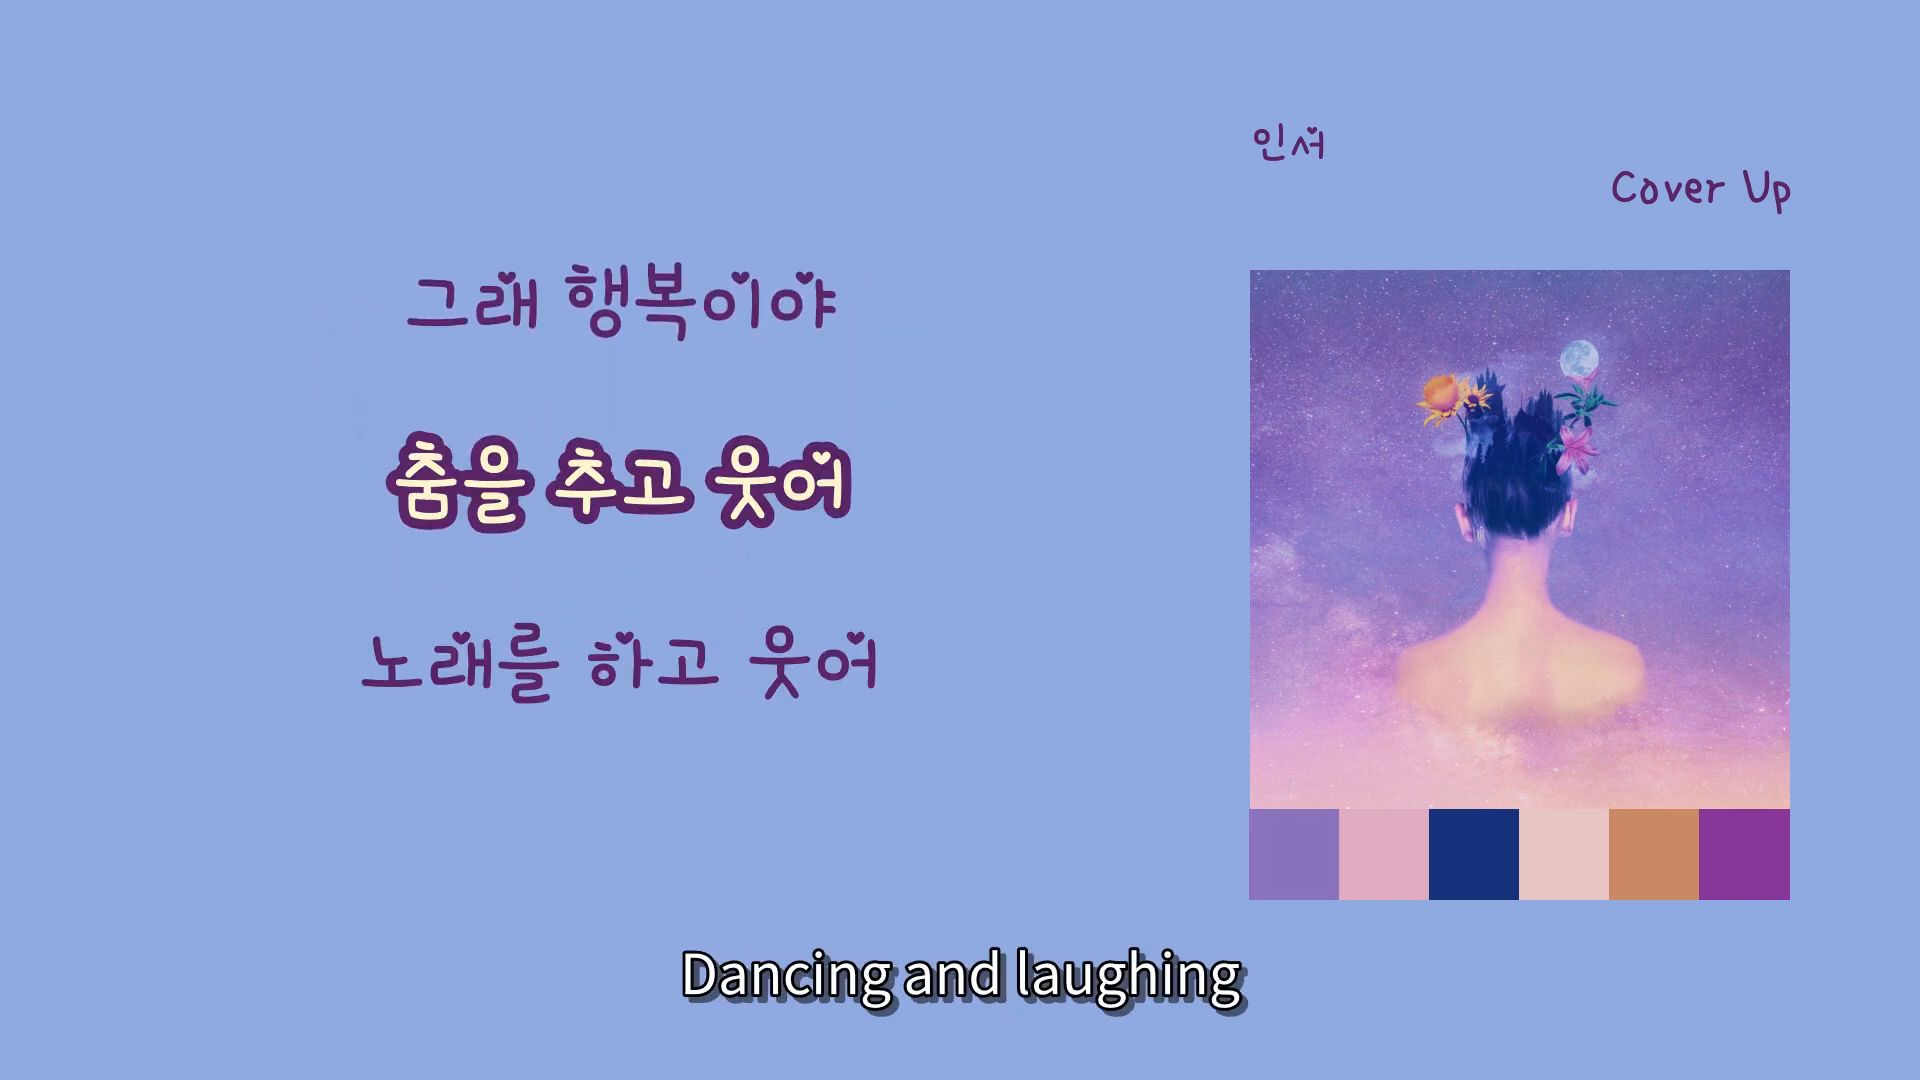 인셔
Cover Up
그래 행복이야
춤을 추고 웃어
노래를 하고 웃어
Dancing and laughing